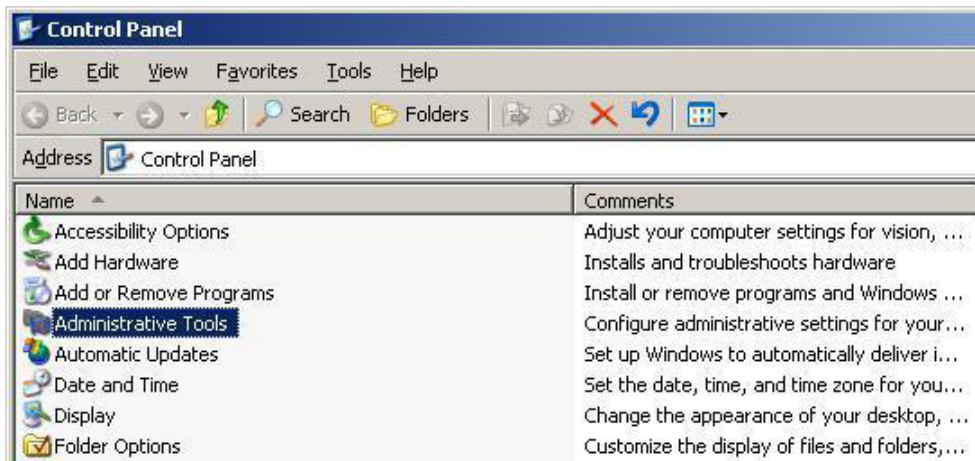 Control Panel
File Edit View Favorites Tools Help
Back Search Folders
Address Control Panel
Name Comments
Accessibility Options Adjust your computer settings for vision, ...
Add Hardware Installs and troubleshoots hardware
Add or Remove Programs Install or remove programs and Windows ...
Administrative Tools Configure administrative settings for your...
Automatic Updates Set up Windows to automatically deliver i...
Date and Time Set the date, time, and time zone for you...
Display Change the appearance of your desktop, ...
Folder Options Customize the display of files and folders,...